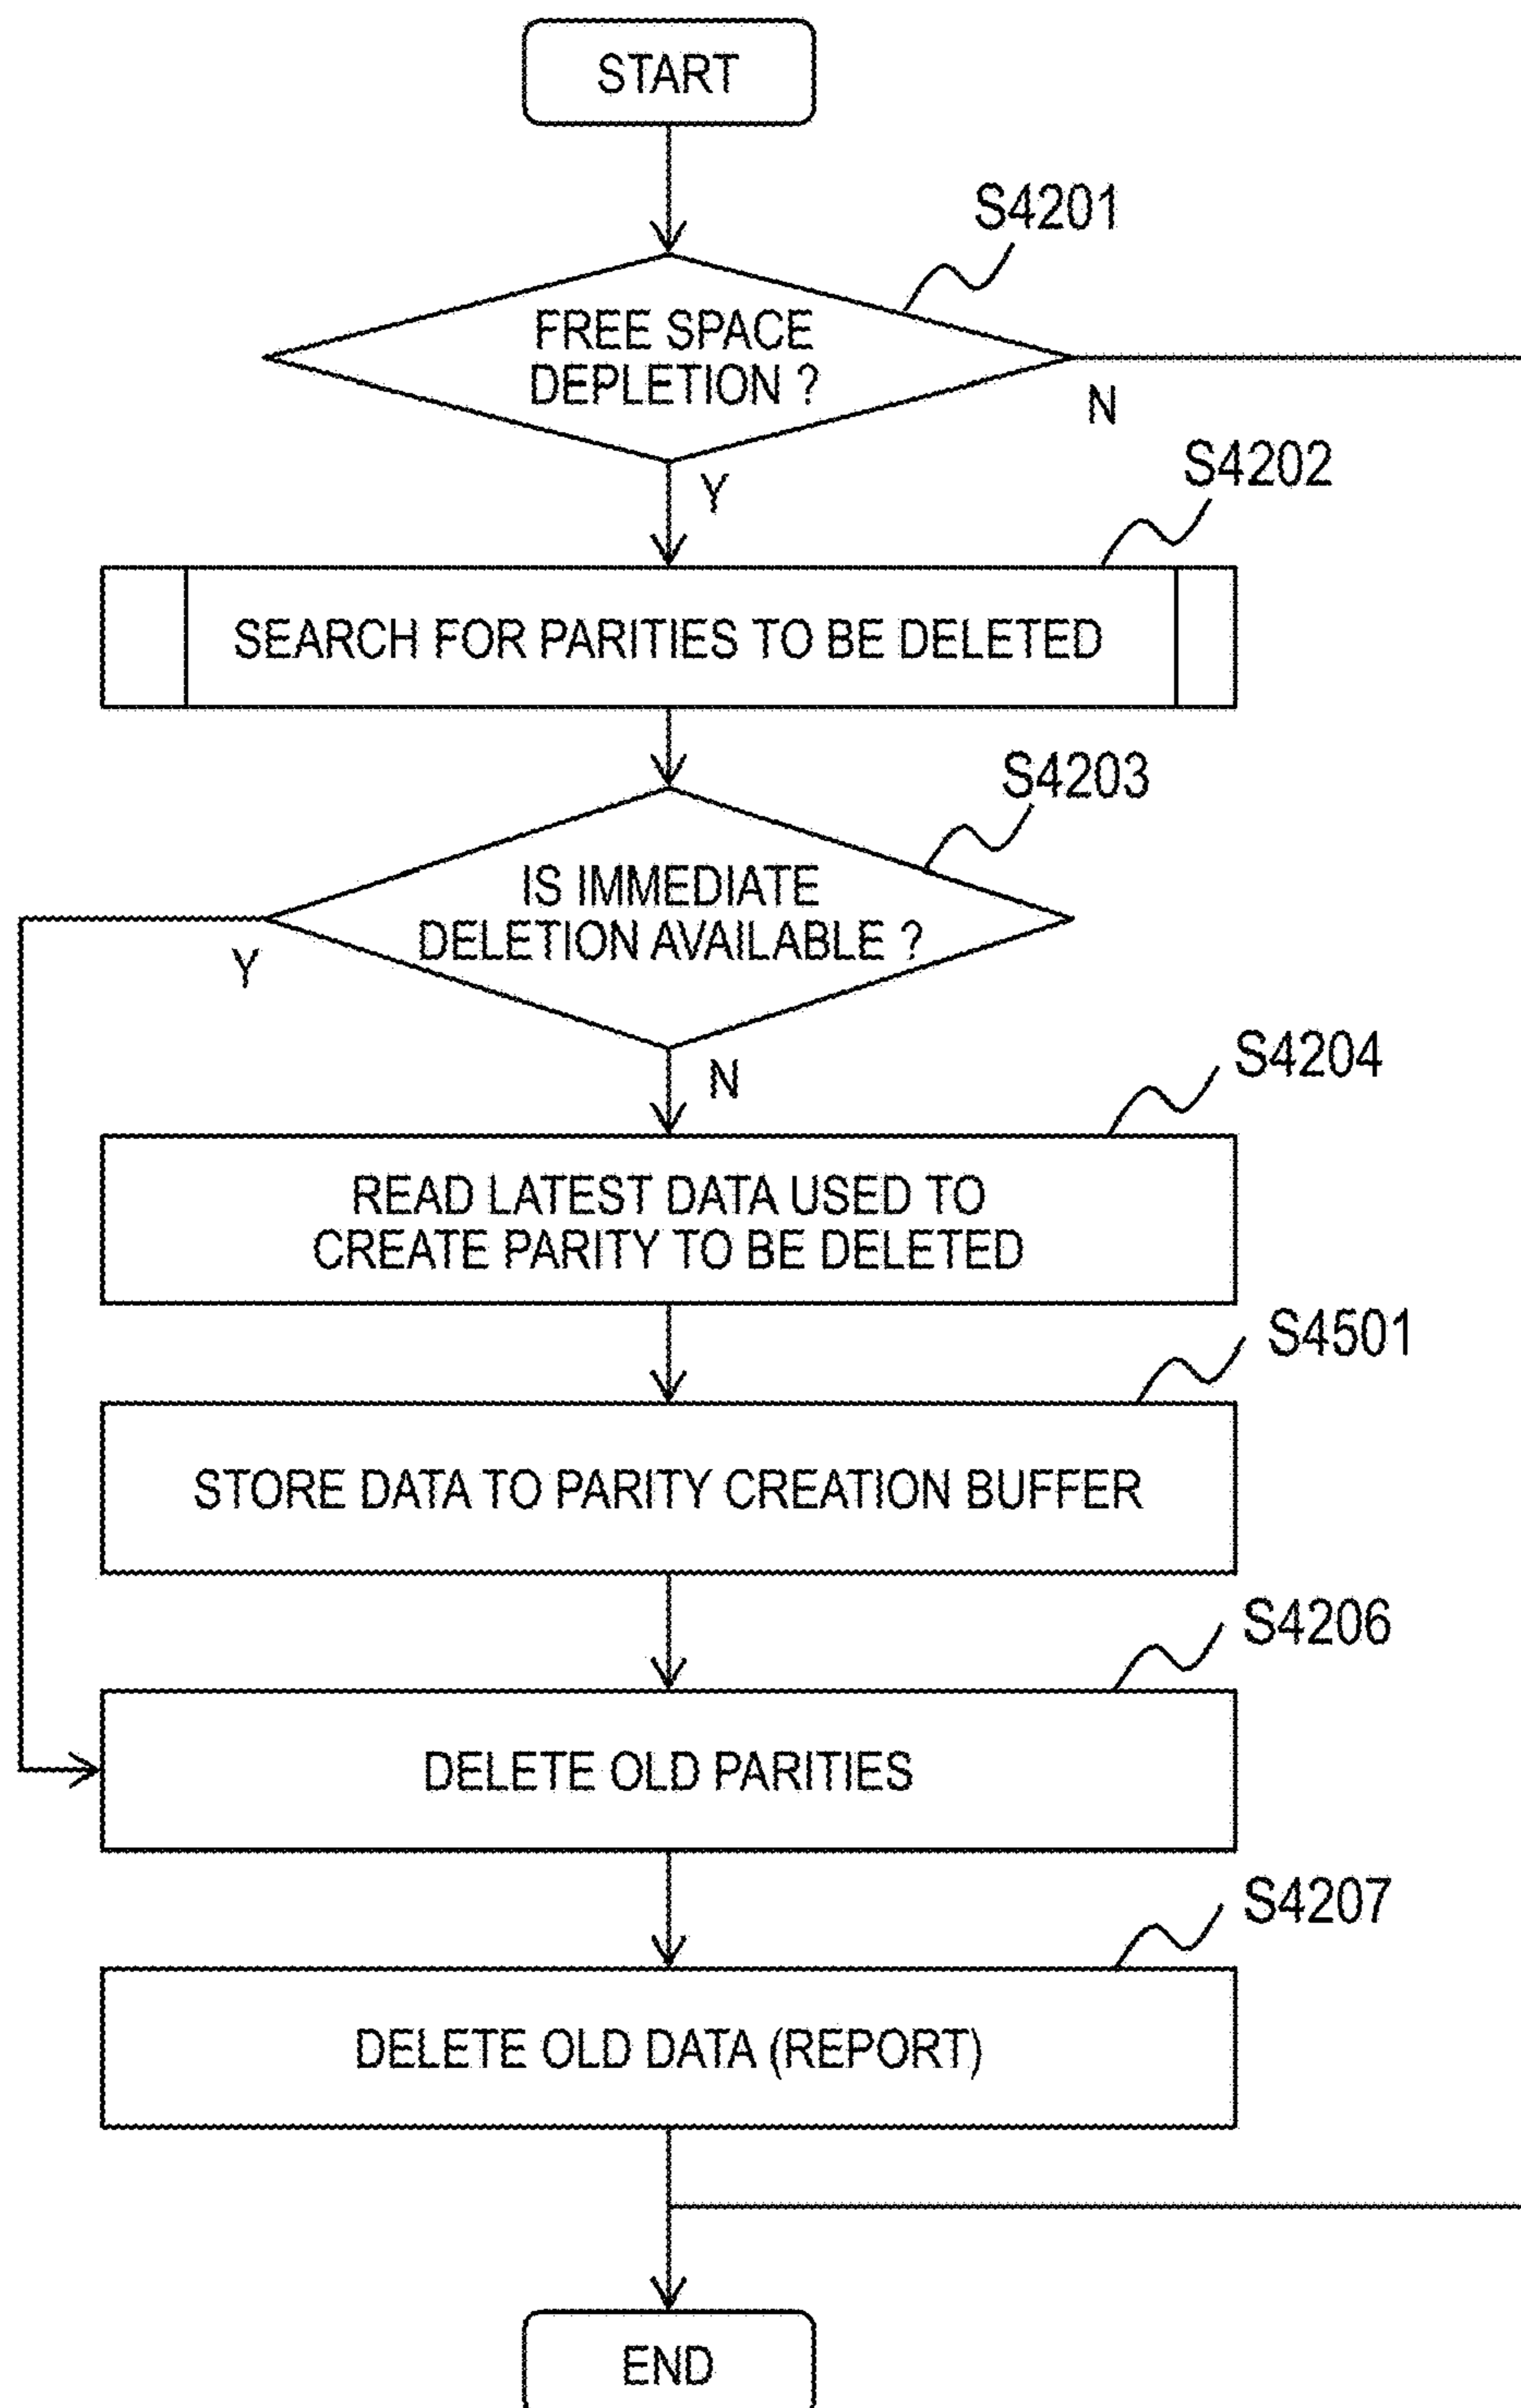 START
S4201
FREE SPACE
DEPLETION ?
N
Y
S4202
SEARCH FOR PARITIES TO BE DELETED
S4203
IS IMMEDIATE
DELETION AVAILABLE ?
Y
N
S4204
READ LATEST DATA USED TO
CREATE PARITY TO BE DELETED
S4501
STORE DATA TO PARITY CREATION BUFFER
S4206
DELETE OLD PARITIES
S4207
DELETE OLD DATA (REPORT)
END